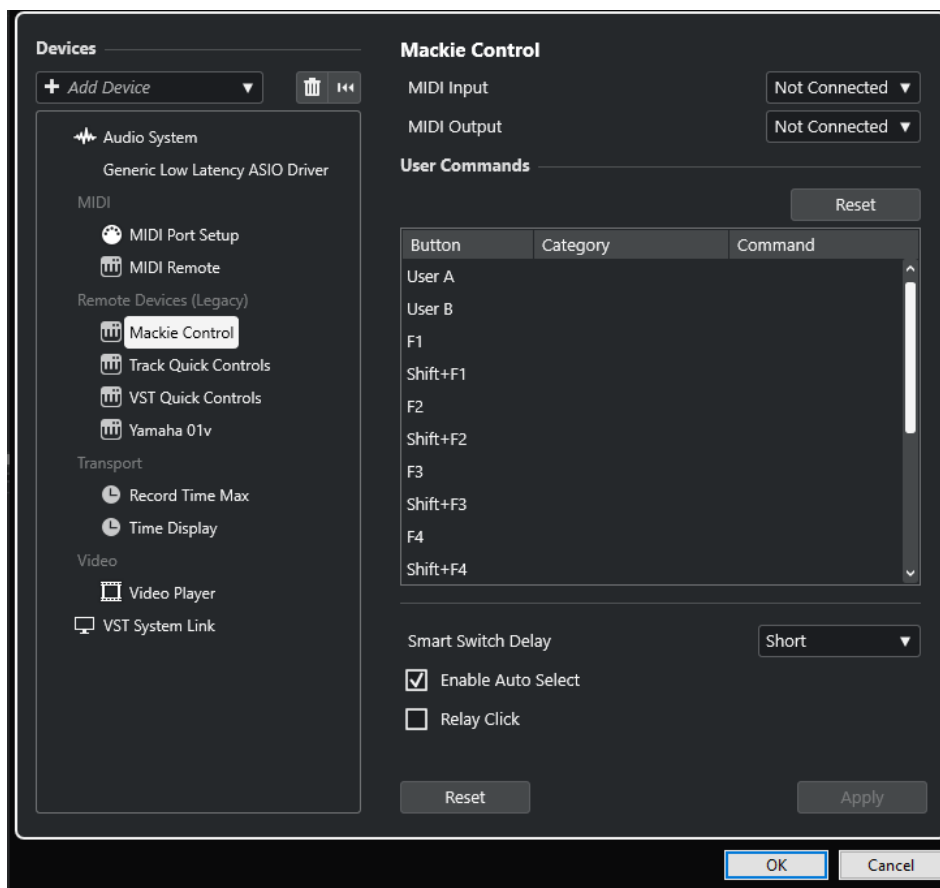 Devices
Add Device
Audio System
Generic Low Latency ASIO Driver
MIDI
MIDI Port Setup
MIDI Remote
Remote Devices (Legacy)
Mackie Control
Track Quick Controls
VST Quick Controls
Yamaha 01v
Transport
Record Time Max
Time Display
Video
Video Player
VST System Link
Mackie Control
MIDI Input Not Connected
MIDI Output Not Connected
User Commands
Reset
Button Category Command
User A
User B
F1
Shift+F1
F2
Shift+F2
F3
Shift+F3
F4
Shift+F4
Smart Switch Delay Short
Enable Auto Select
Relay Click
Reset Apply
OK Cancel